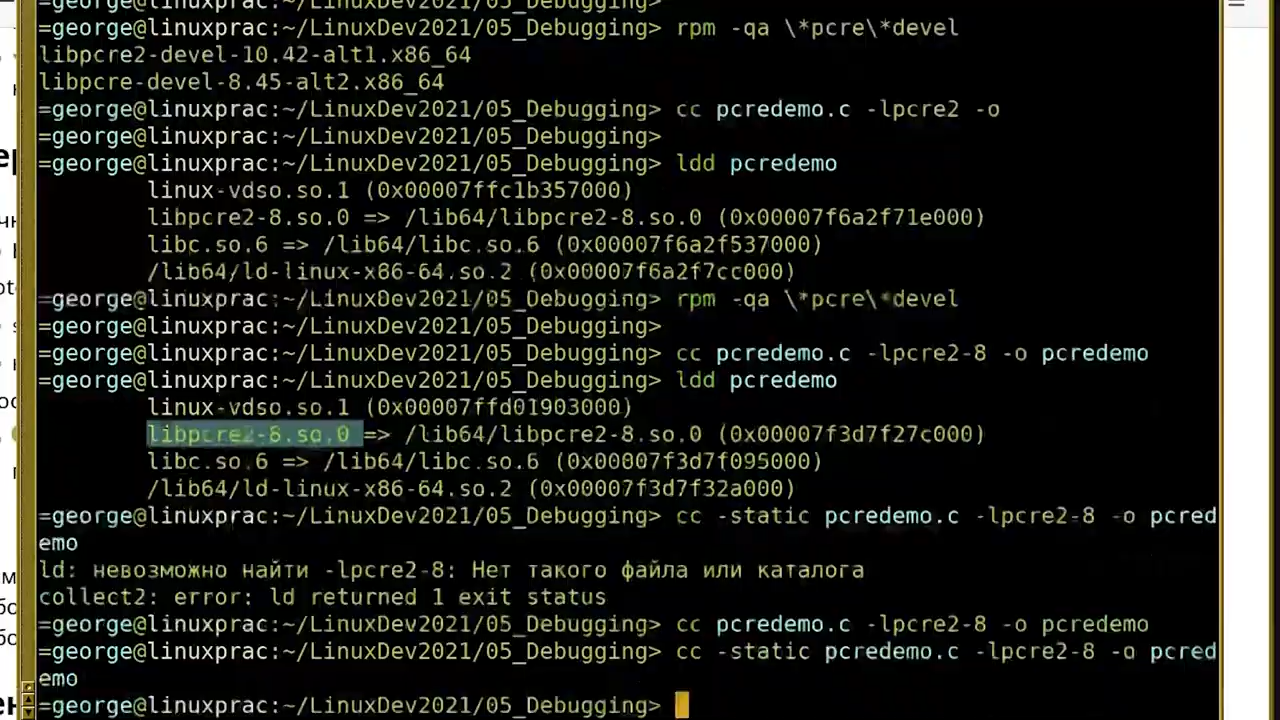 =george@linuxprac:~/LinuxDev2021/05_Debugging>
=george@linuxprac:~/LinuxDev2021/05_Debugging> rpm -qa \*pcre\*devel
libpcre2-devel-10.42-alt1.x86_64
libpcre-devel-8.45-alt2.x86_64
=george@linuxprac:~/LinuxDev2021/05_Debugging> cc pcredemo.c -lpcre2 -o
=george@linuxprac:~/LinuxDev2021/05_Debugging>
=george@linuxprac:~/LinuxDev2021/05_Debugging> ldd pcredemo
linux-vdso.so.1 (0x00007ffc1b357000)
libpcre2-8.so.0 => /lib64/libpcre2-8.so.0 (0x00007f6a2f71e000)
libc.so.6 => /lib64/libc.so.6 (0x00007f6a2f537000)
/lib64/ld-linux-x86-64.so.2 (0x00007f6a2f7cc000)
=george@linuxprac:~/LinuxDev2021/05_Debugging> rpm -qa \*pcre\*devel
=george@linuxprac:~/LinuxDev2021/05_Debugging>
=george@linuxprac:~/LinuxDev2021/05_Debugging> cc pcredemo.c -lpcre2-8 -o pcredemo
=george@linuxprac:~/LinuxDev2021/05_Debugging> ldd pcredemo
linux-vdso.so.1 (0x00007ffd01903000)
libpcre2-8.so.0 => /lib64/libpcre2-8.so.0 (0x00007f3d7f27c000)
libc.so.6 => /lib64/libc.so.6 (0x00007f3d7f095000)
/lib64/ld-linux-x86-64.so.2 (0x00007f3d7f32a000)
=george@linuxprac:~/LinuxDev2021/05_Debugging> cc -static pcredemo.c -lpcre2-8 -o pcred
emo
ld: невозможно найти -lpcre2-8: Нет такого файла или каталога
collect2: error: ld returned 1 exit status
=george@linuxprac:~/LinuxDev2021/05_Debugging> cc pcredemo.c -lpcre2-8 -o pcredemo
=george@linuxprac:~/LinuxDev2021/05_Debugging> cc -static pcredemo.c -lpcre2-8 -o pcred
emo
=george@linuxprac:~/LinuxDev2021/05_Debugging>